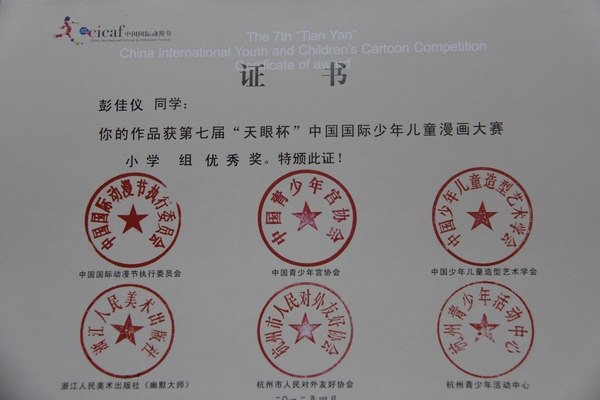 cicaf 中国国际动漫节
China International Cartoon & Animation Festival
The 7th "Tian Yan"
China International Youth and Children's Cartoon Competition
Certificate of award
证 书
彭佳仪 同学：
你的作品获第七届“天眼杯”中国国际少年儿童漫画大赛
小学 组 优秀 奖。特颁此证！
中国国际动漫节执行委员会
中国青少年宫协会
中国少年儿童造型艺术学会
中国国际动漫节执行委员会
中国青少年宫协会
中国少年儿童造型艺术学会
浙江人民美术出版社
杭州市人民对外友好协会
杭州青少年活动中心
浙江人民美术出版社《幽默大师》
杭州市人民对外友好协会
杭州青少年活动中心